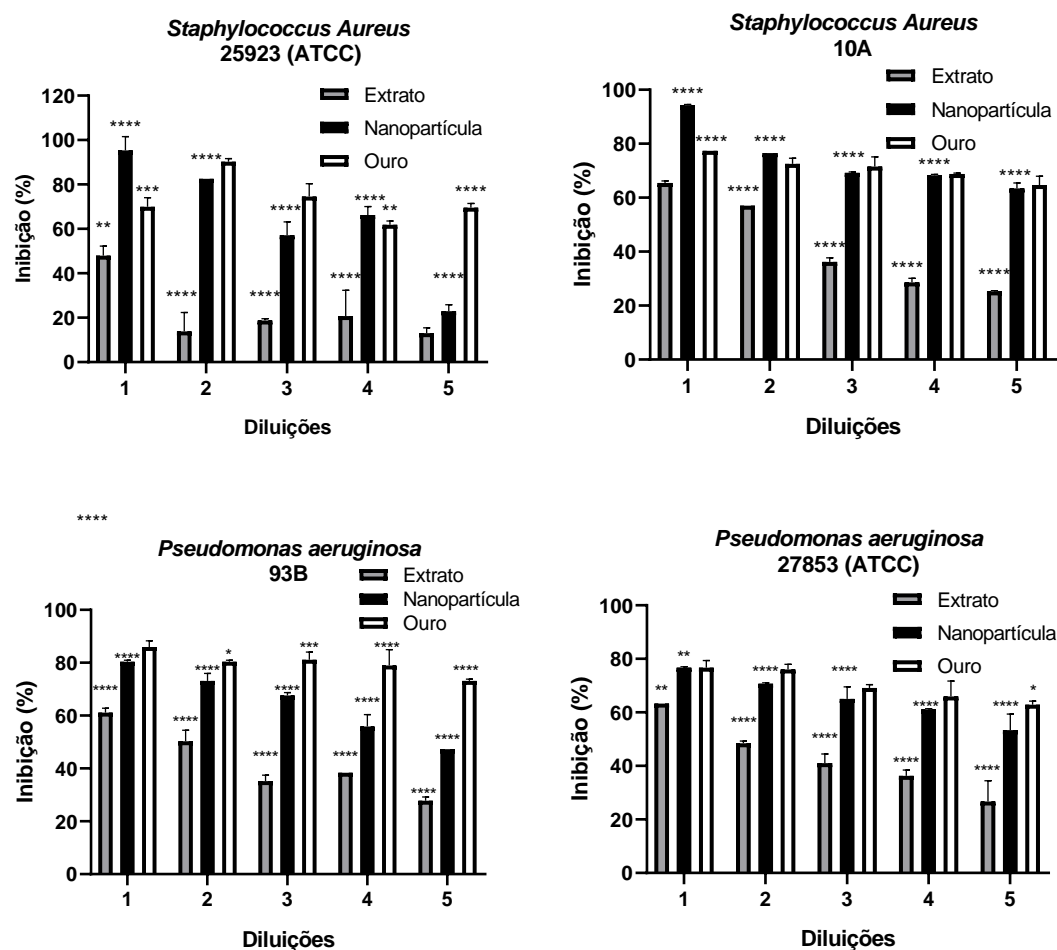 Staphylococcus Aureus
25923 (ATCC)
Extrato
Nanopartícula
Ouro
Inibição (%)
120
100
80
60
40
20
0
**** **** 
** *** 
**** **** 
**** **** ** 
**** **** 
1 2 3 4 5
Diluições
Staphylococcus Aureus
10A
Extrato
Nanopartícula
Ouro
Inibição (%)
100
80
60
40
20
0
**** ****
**** ****
**** ****
**** ****
**** ****
1 2 3 4 5
Diluições
****
Pseudomonas aeruginosa
93B
Extrato
Nanopartícula
Ouro
Inibição (%)
100
80
60
40
20
0
**** ****
**** **** *
**** **** ***
**** **** ****
**** **** ****
1 2 3 4 5
Diluições
Pseudomonas aeruginosa
27853 (ATCC)
Extrato
Nanopartícula
Ouro
Inibição (%)
100
80
60
40
20
0
** **
**** ****
**** ****
**** ****
**** **** *
1 2 3 4 5
Diluições